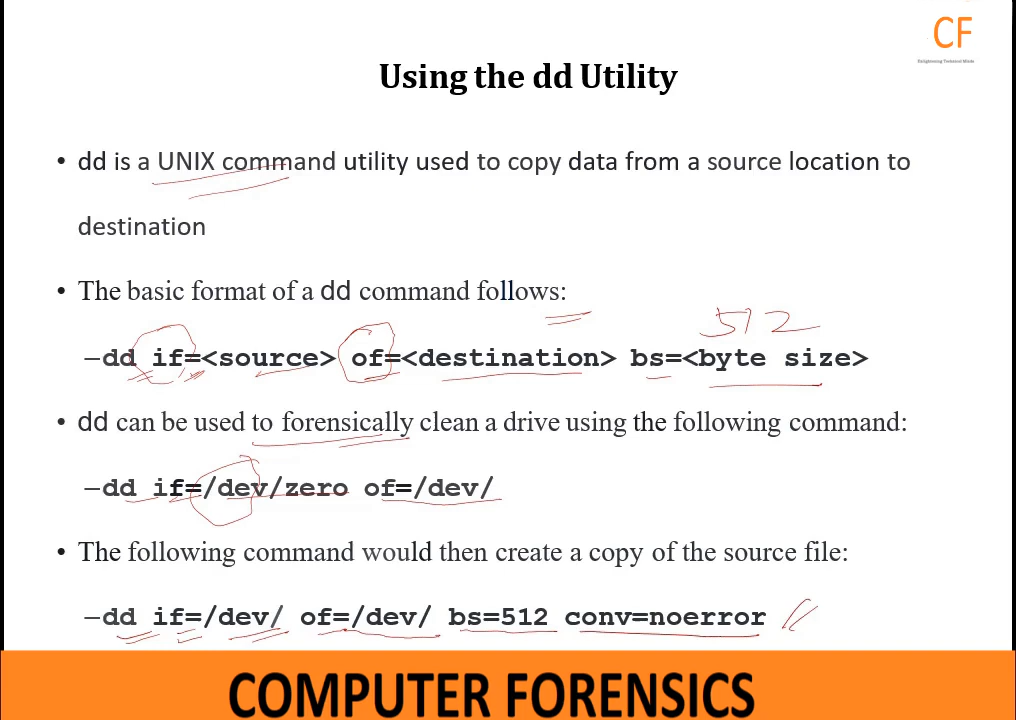 CF
Enlightening Technical Minds
Using the dd Utility
• dd is a UNIX command utility used to copy data from a source location to
destination
• The basic format of a dd command follows:
512
–dd if=<source> of=<destination> bs=<byte size>
• dd can be used to forensically clean a drive using the following command:
–dd if=/dev/zero of=/dev/
• The following command would then create a copy of the source file:
–dd if=/dev/ of=/dev/ bs=512 conv=noerror
COMPUTER FORENSICS